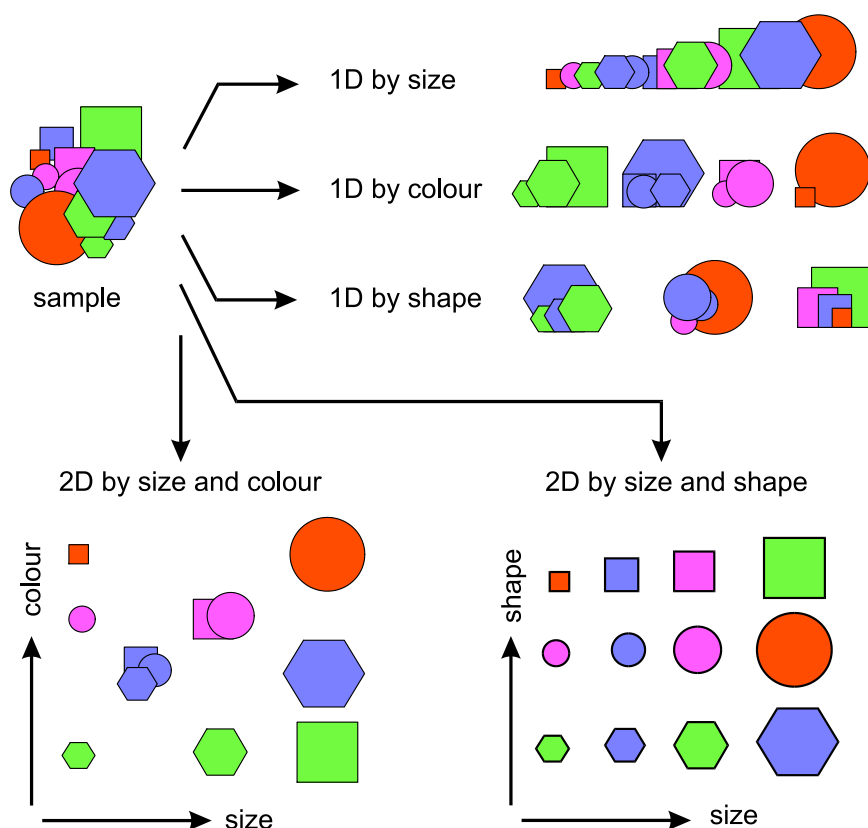 1D by size
1D by colour
sample
1D by shape
2D by size and colour
2D by size and shape
colour
size
shape
size